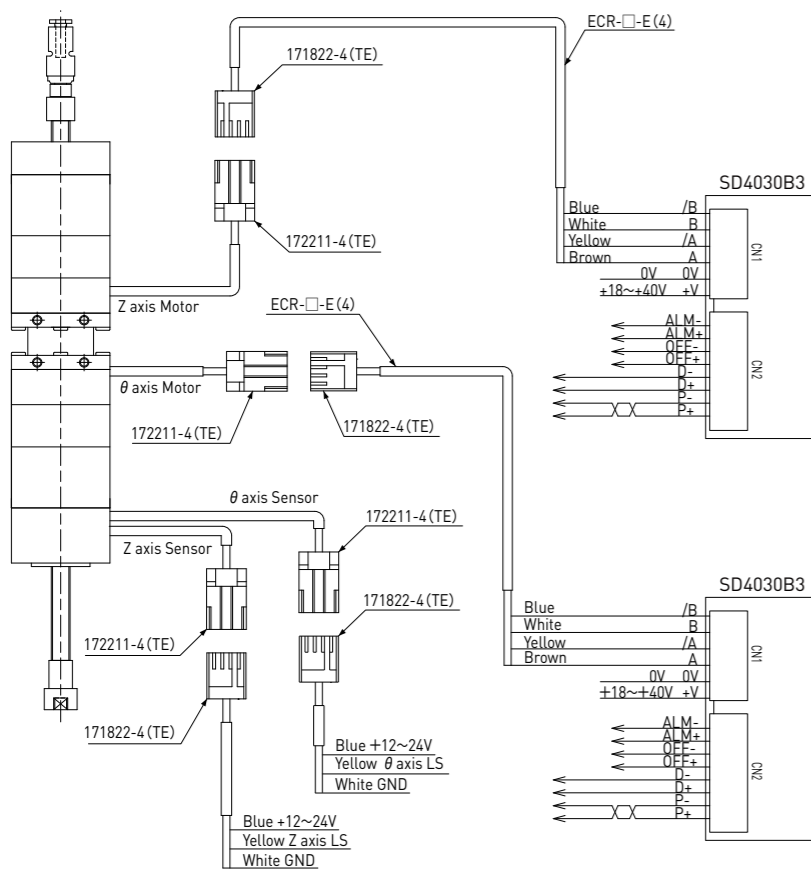 ECR-□-E(4)
171822-4(TE)
172211-4(TE)
Z axis Motor
SD4030B3
Blue /B
White B
Yellow /A
Brown A
0V 0V
+18~+40V +V
CN1
ALM-
ALM+
OFF-
OFF+
D-
D+
P-
P+
CN2
ECR-□-E(4)
θ axis Motor
172211-4(TE)
171822-4(TE)
θ axis Sensor
Z axis Sensor
172211-4(TE)
171822-4(TE)
172211-4(TE)
171822-4(TE)
Blue +12~24V
Yellow θ axis LS
White GND
Blue +12~24V
Yellow Z axis LS
White GND
SD4030B3
Blue /B
White B
Yellow /A
Brown A
0V 0V
+18~+40V +V
CN1
ALM-
ALM+
OFF-
OFF+
D-
D+
P-
P+
CN2